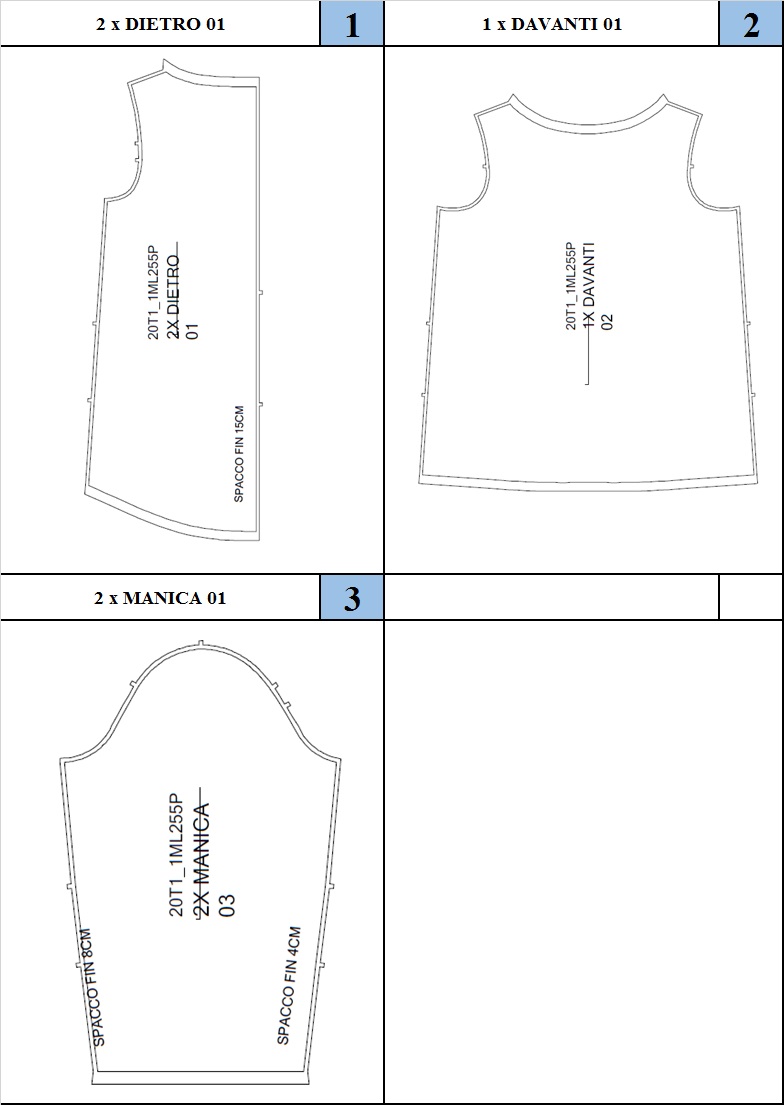 2 x DIETRO 01
1
1 x DAVANTI 01
2
20T1_1ML255P
2X DIETRO
01
SPACCO FIN 15CM
20T1_1ML255P
1X DAVANTI
02
2 x MANICA 01
3
20T1_1ML255P
2X MANICA
03
SPACCO FIN 8CM
SPACCO FIN 4CM